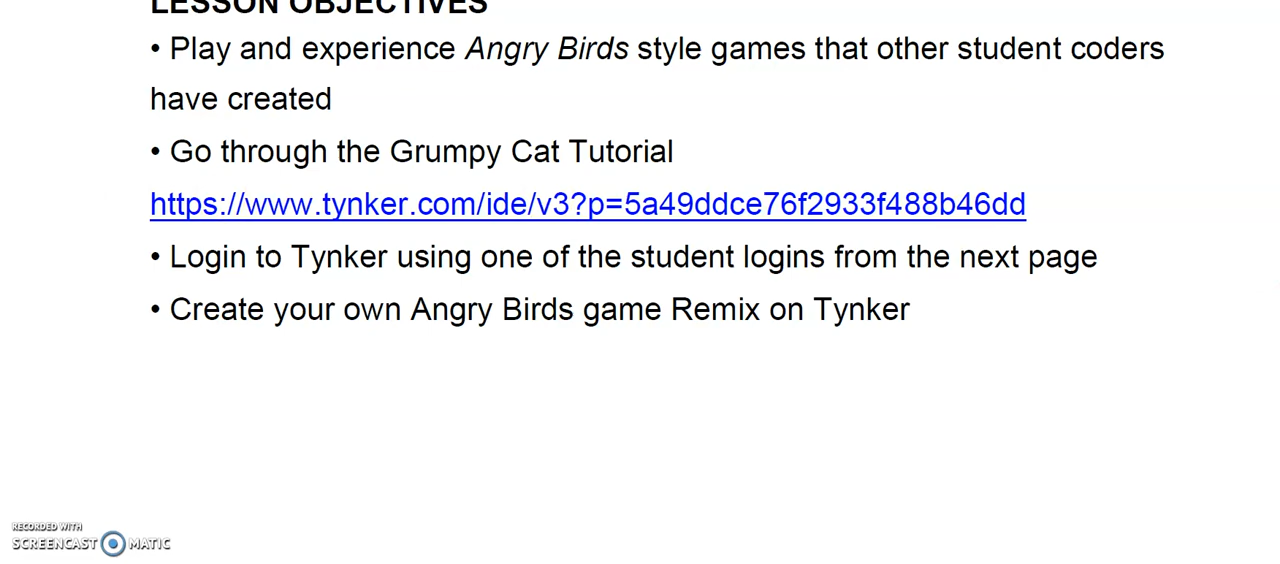 LESSON OBJECTIVES
• Play and experience Angry Birds style games that other student coders
have created
• Go through the Grumpy Cat Tutorial
https://www.tynker.com/ide/v3?p=5a49ddce76f2933f488b46dd
• Login to Tynker using one of the student logins from the next page
• Create your own Angry Birds game Remix on Tynker
RECORDED WITH
SCREENCAST MATIC